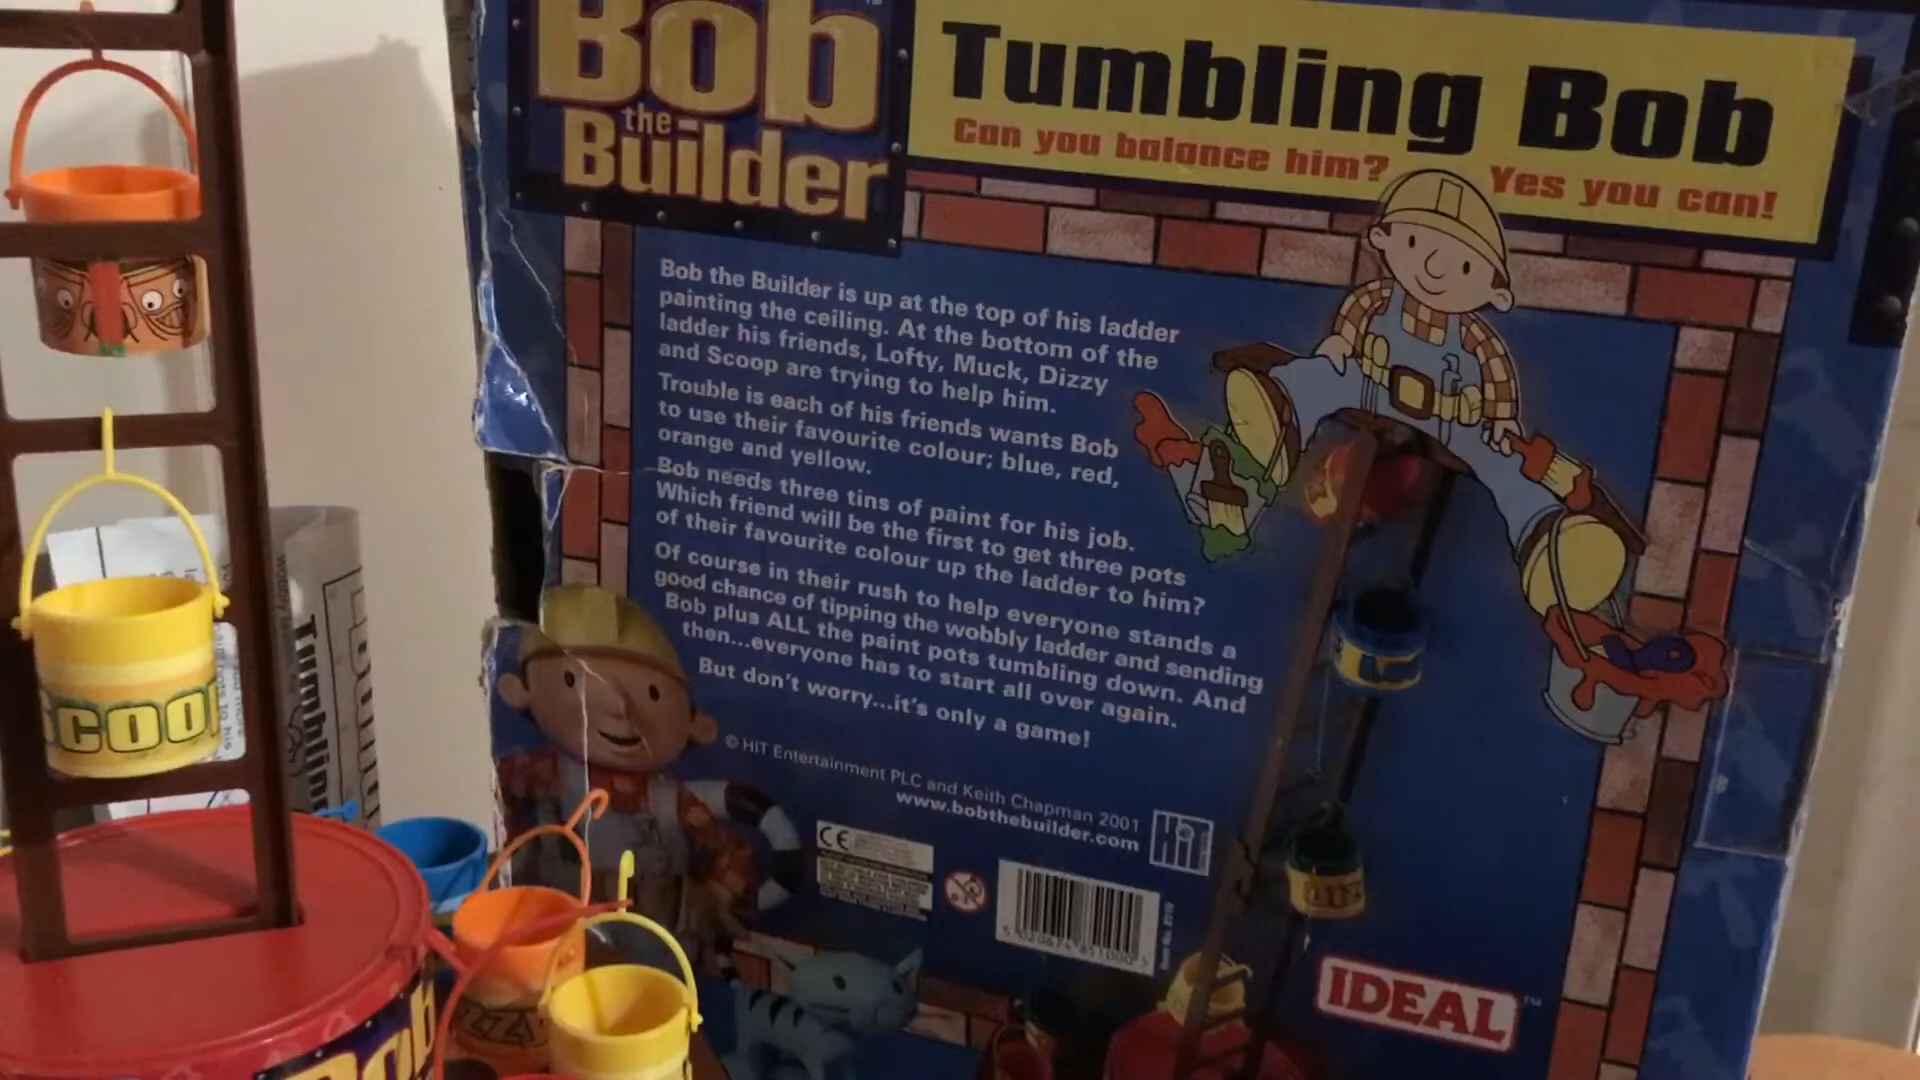 Bob
the
Builder
Tumbling Bob
Can you balance him? Yes you can!
Bob the Builder is up at the top of his ladder
painting the ceiling. At the bottom of the
ladder his friends, Lofty, Muck, Dizzy
and Scoop are trying to help him.
Trouble is each of his friends wants Bob
to use their favourite colour; blue, red,
orange and yellow.
Bob needs three tins of paint for his job.
Which friend will be the first to get three pots
of their favourite colour up the ladder to him?
Of course in their rush to help everyone stands a
good chance of tipping the wobbly ladder and sending
Bob plus ALL the paint pots tumbling down. And
then...everyone has to start all over again.
But don't worry...it's only a game!
© HIT Entertainment PLC and Keith Chapman 2001
www.bobthebuilder.com
HiT
CE
IDEAL™
Tumbling
Bob